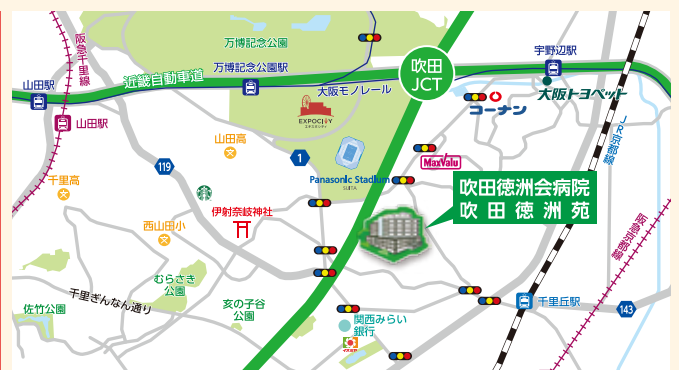 万博記念公園
阪急千里線
山田駅
近畿自動車道
万博記念公園駅
大阪モノレール
吹田
JCT
宇野辺駅
大阪トヨペット
コーナン
JR京都線
山田駅
EXPOCITY
山田高
119
1
Panasonic Stadium
SUITA
MaxValu
千里高
西山田小
伊射奈岐神社
吹田徳洲会病院
吹田徳洲苑
阪急京都線
むらさき
公園
千里ぎんなん通り
佐竹公園
亥の子谷
公園
関西みらい
銀行
千里丘駅
143